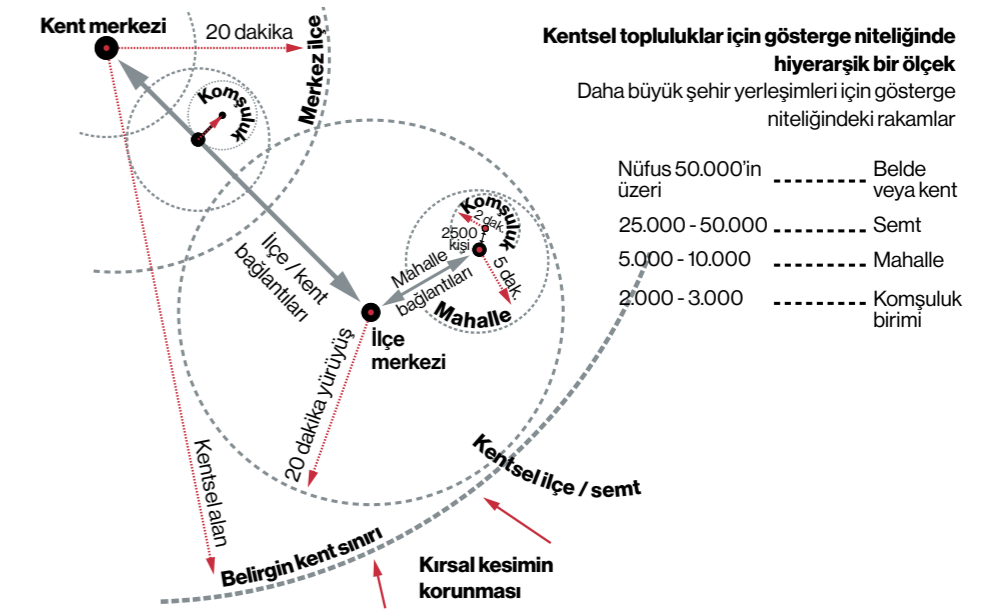 Kent merkezi
20 dakika
Merkez ilçe
Komşuluk
İlçe / kent
bağlantıları
Kentsel alan
Komşuluk
2 dak.
2500
kişi
5 dak.
Mahalle
bağlantıları
Mahalle
İlçe
merkezi
20 dakika yürüyüş
Kentsel ilçe / semt
Belirgin kent sınırı
Kırsal kesimin
korunması
Kentsel topluluklar için gösterge niteliğinde
hiyerarşik bir ölçek
Daha büyük şehir yerleşimleri için gösterge
niteliğindeki rakamlar
Nüfus 50.000'in
üzeri
Belde
veya kent
25.000 - 50.000 Semt
5.000 - 10.000 Mahalle
2.000 - 3.000 Komşuluk
birimi